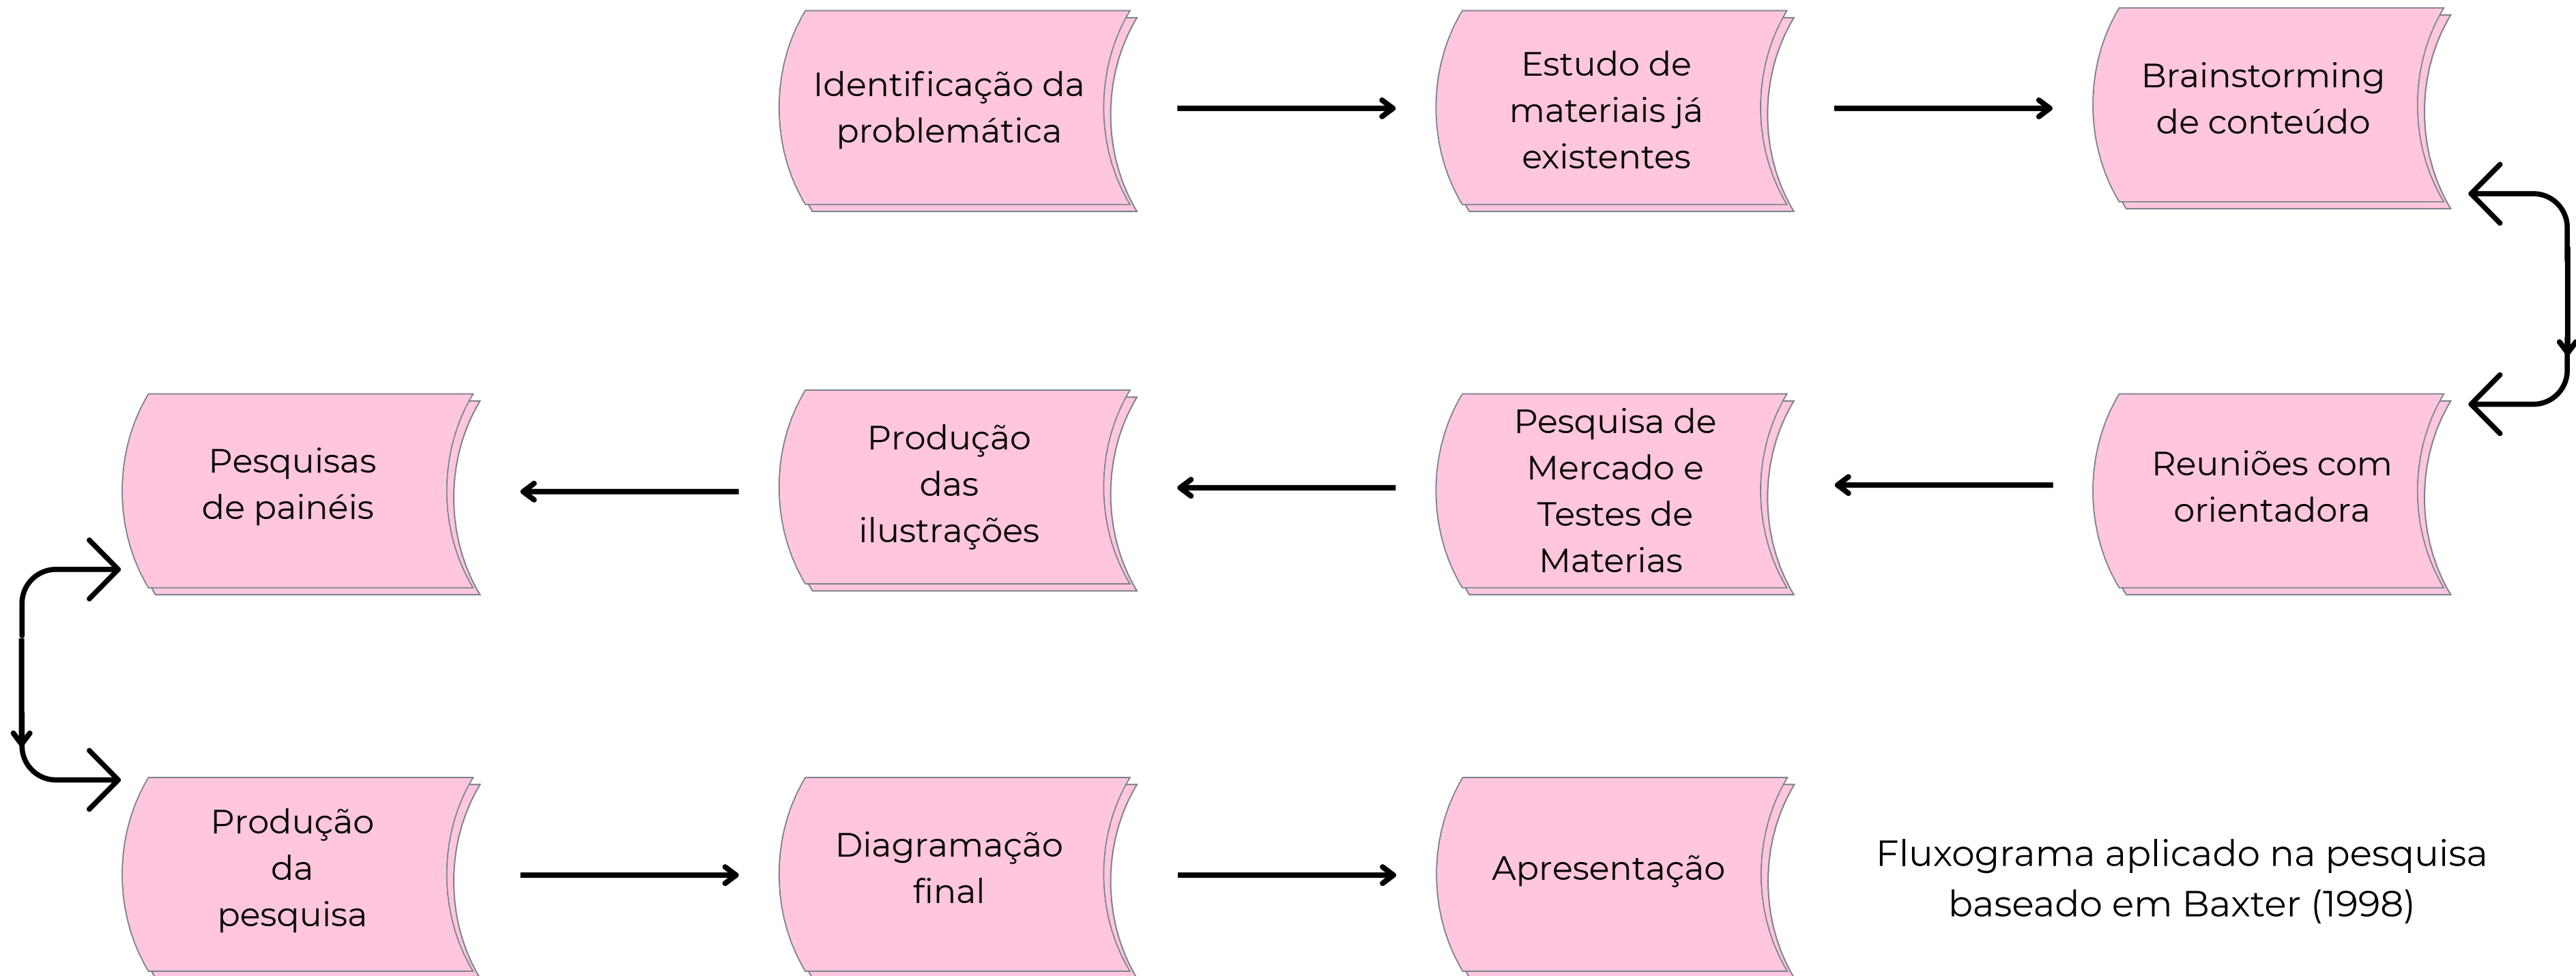 Identificação da
problemática
Estudo de
materiais já
existentes
Brainstorming
de conteúdo
Reuniões com
orientadora
Pesquisa de
Mercado e
Testes de
Materias
Produção
das
ilustrações
Pesquisas
de painéis
Produção
da
pesquisa
Diagramação
final
Apresentação
Fluxograma aplicado na pesquisa
baseado em Baxter (1998)